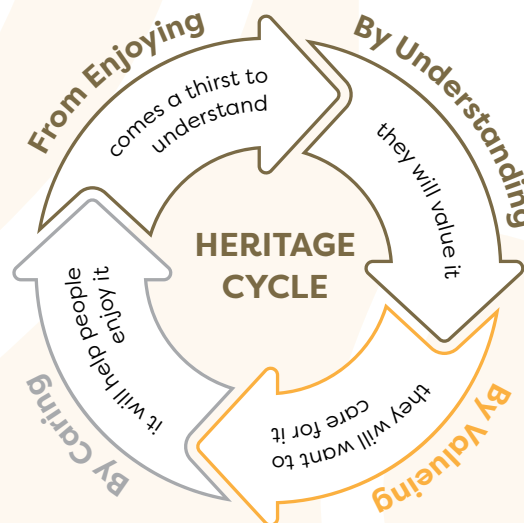 HERITAGE
CYCLE
From Enjoying
comes a thirst to
understand
By Understanding
they will value it
By Valueing
they will want to
care for it
By Caring
it will help people
enjoy it